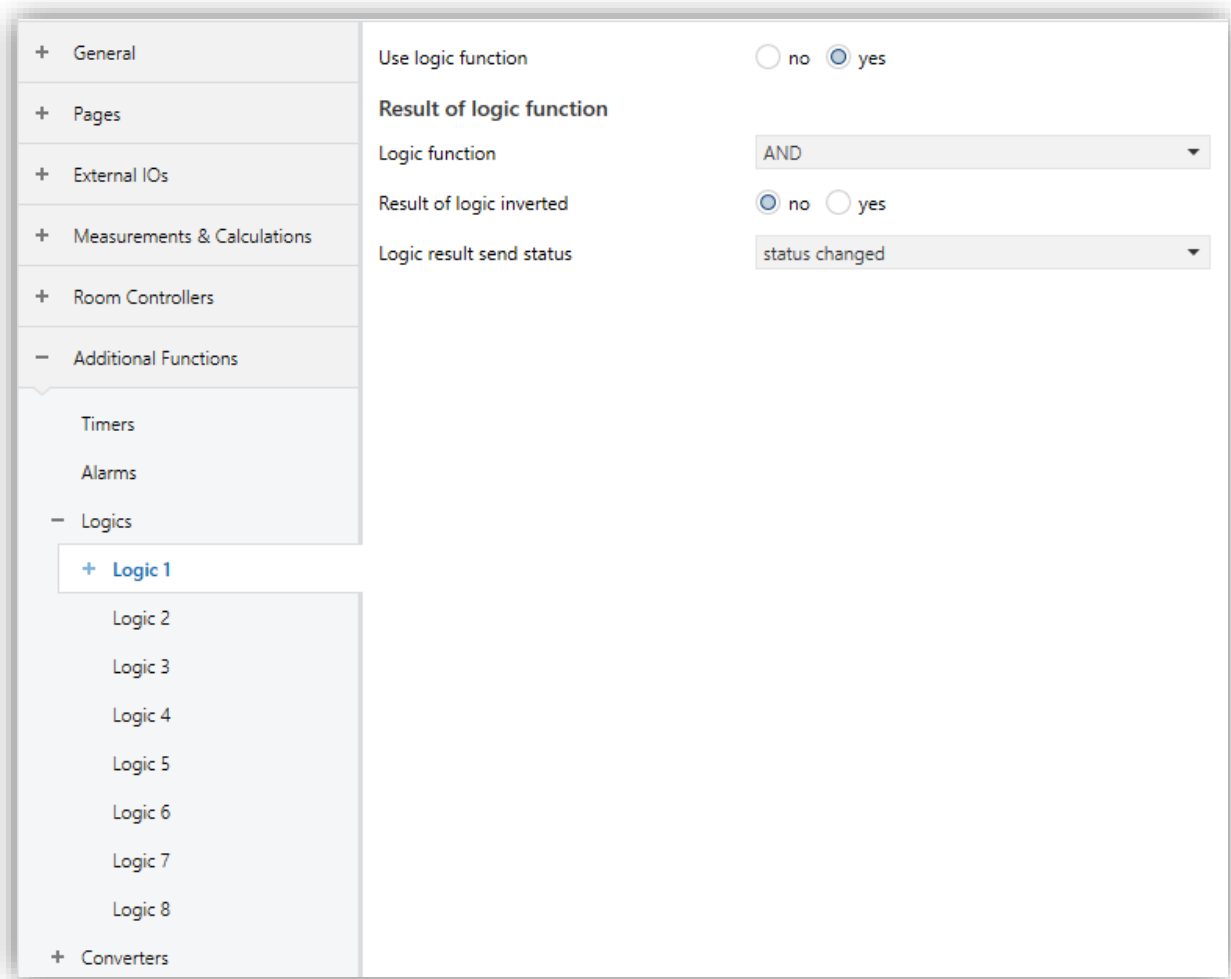 General
Pages
External IOs
Measurements & Calculations
Room Controllers
Additional Functions
Timers
Alarms
Logics
Logic 1
Logic 2
Logic 3
Logic 4
Logic 5
Logic 6
Logic 7
Logic 8
Converters
Use logic function no yes
Result of logic function
Logic function AND
Result of logic inverted no yes
Logic result send status status changed